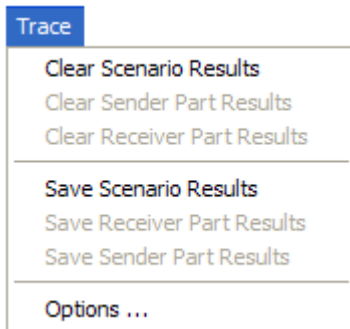 Trace
Clear Scenario Results
Clear Sender Part Results
Clear Receiver Part Results
Save Scenario Results
Save Receiver Part Results
Save Sender Part Results
Options ...